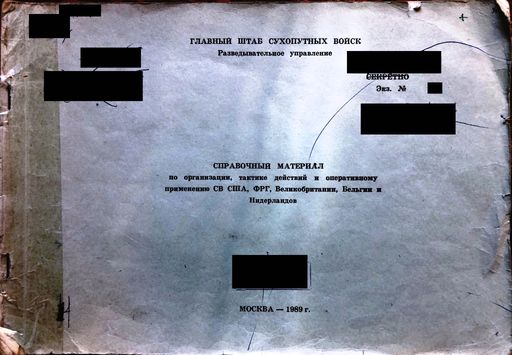 1
ГЛАВНЫЙ ШТАБ СУХОПУТНЫХ ВОЙСК
Разведывательное управление
СЕКРЕТНО
Экз. №
СПРАВОЧНЫЙ МАТЕРИАЛ
по организации, тактике действий и оперативному
применению СВ США, ФРГ, Великобритании, Бельгии и
Нидерландов
МОСКВА — 1989 г.